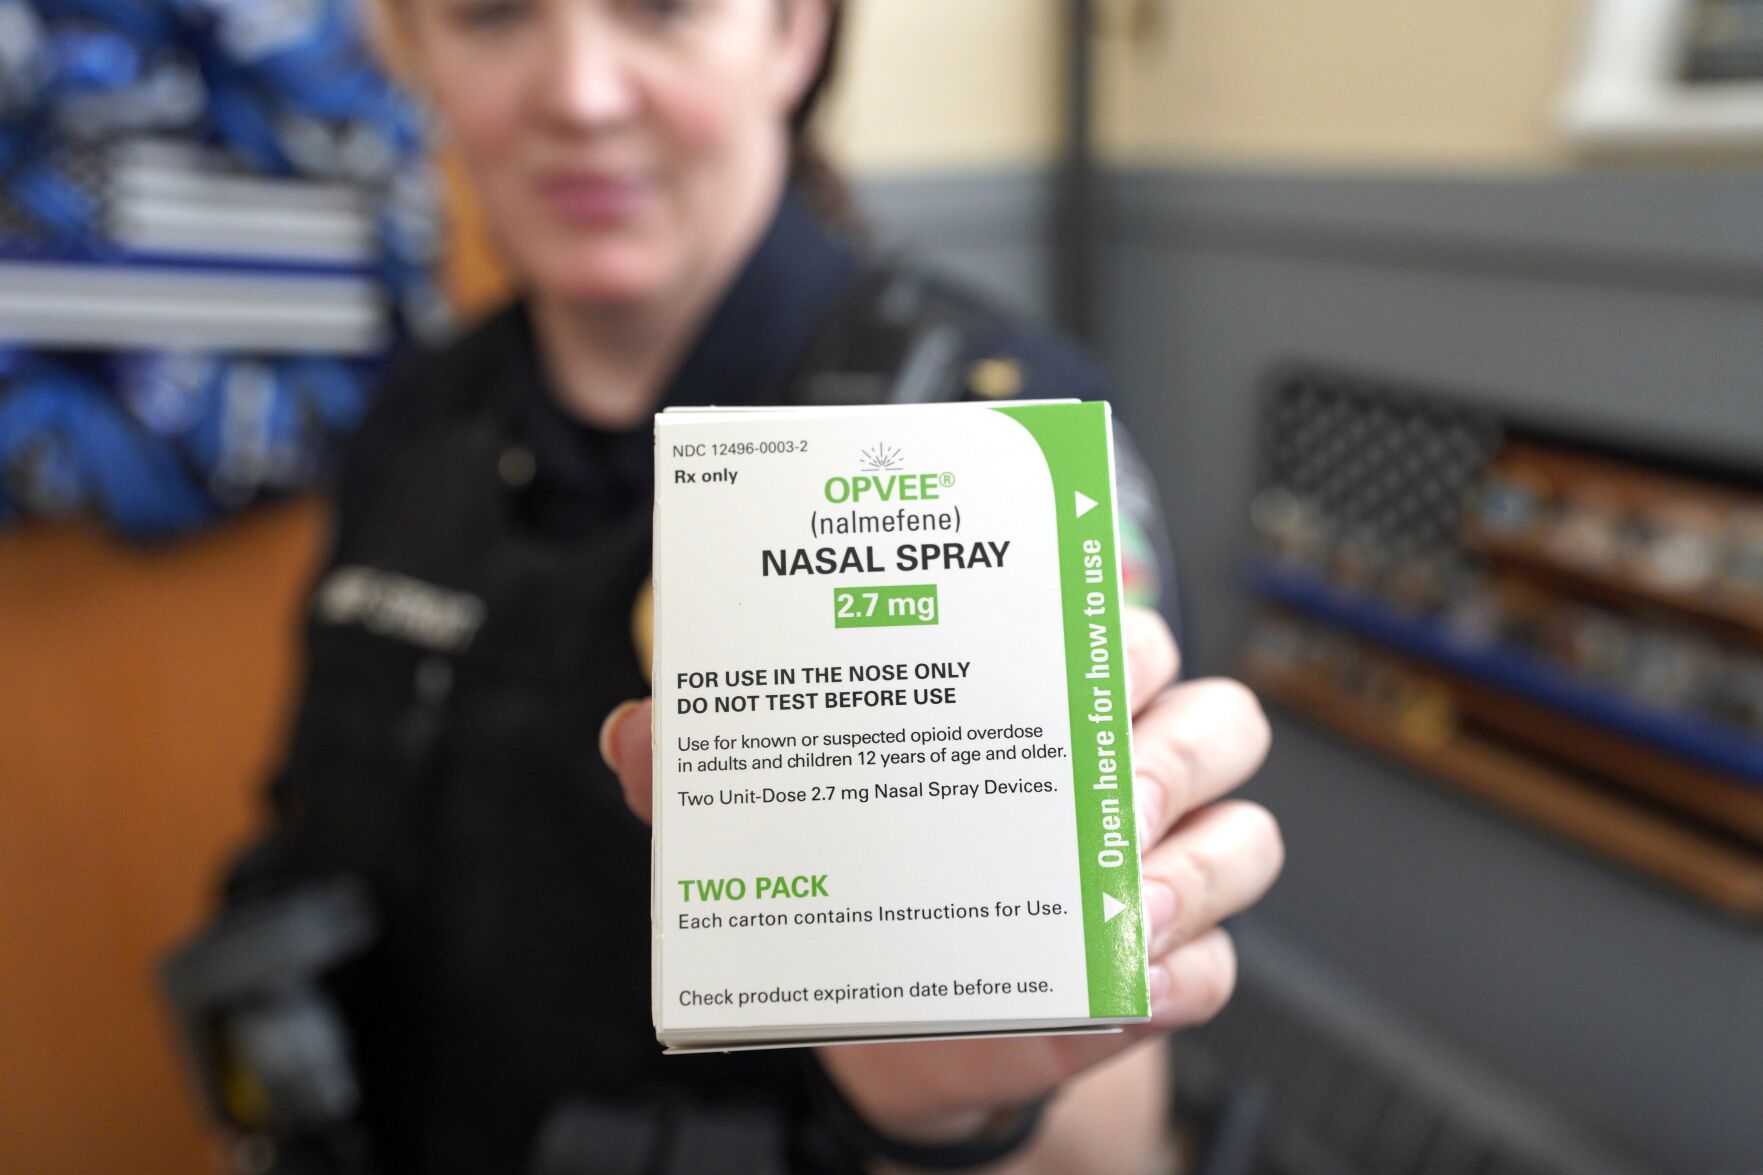 NDC 12496-0003-2
Rx only
OPVEE®
(nalmefene)
NASAL SPRAY
2.7 mg
FOR USE IN THE NOSE ONLY
DO NOT TEST BEFORE USE
Use for known or suspected opioid overdose
in adults and children 12 years of age and older.
Two Unit-Dose 2.7 mg Nasal Spray Devices.
TWO PACK
Each carton contains Instructions for Use.
Check product expiration date before use.
Open here for how to use